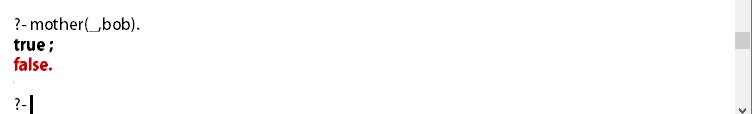 ?- mother(_,bob).
true ;
false.
?-